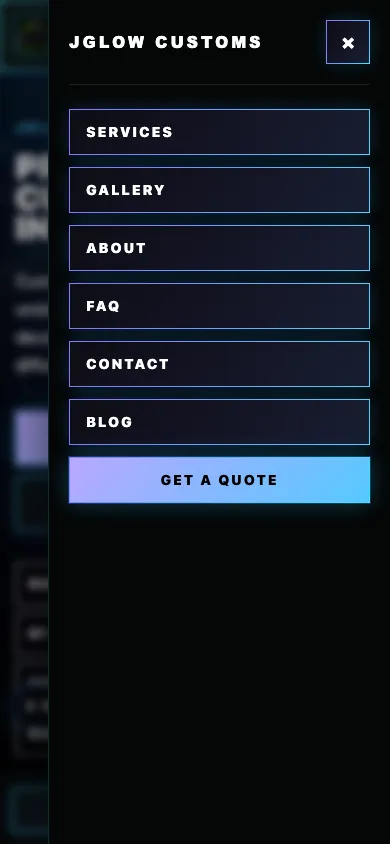 JGLOW CUSTOMS
SERVICES
GALLERY
ABOUT
FAQ
CONTACT
BLOG
GET A QUOTE